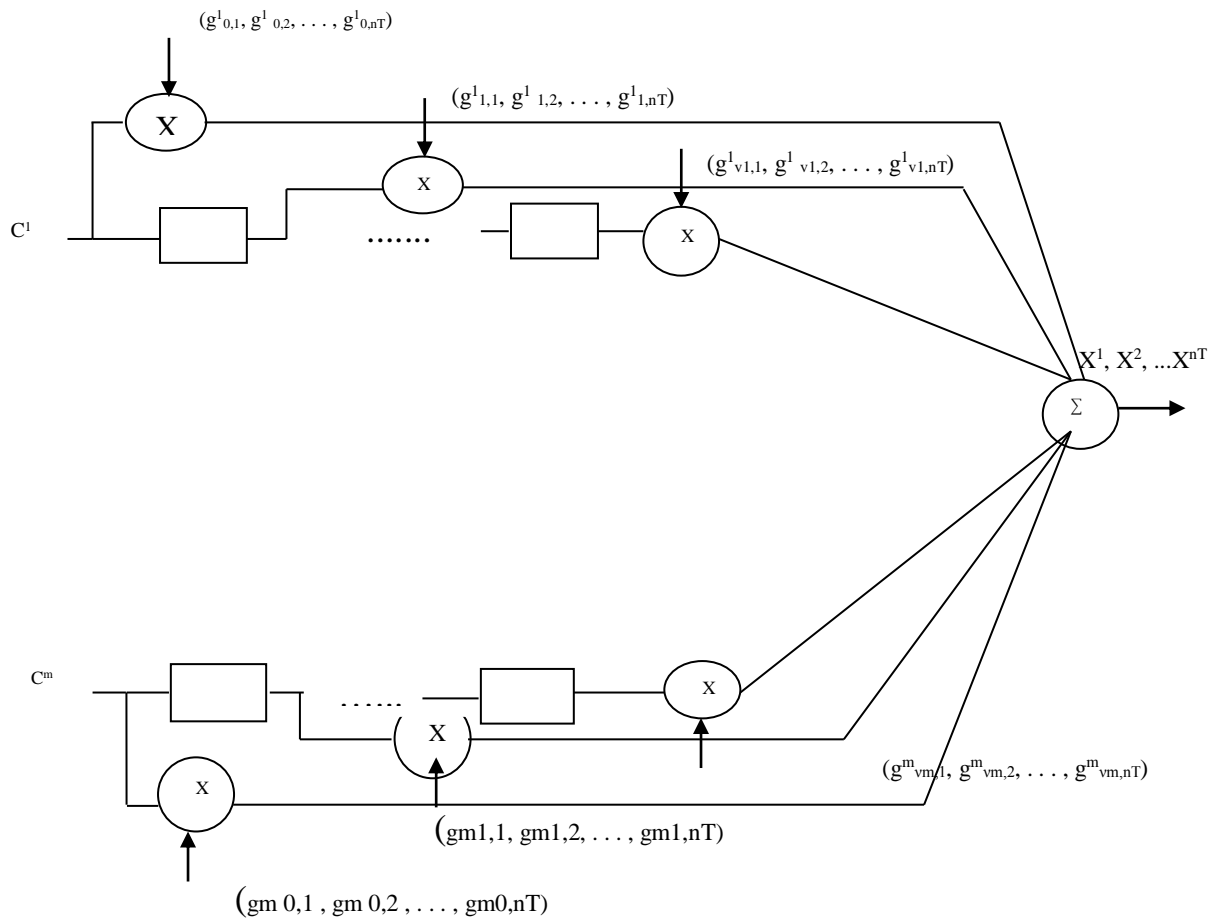 (g¹₀,₁, g¹ ₀,₂, . . . , g¹₀,nT)
X
(g¹₁,₁, g¹ ₁,₂, . . . , g¹₁,nT)
X
(g¹v1,1, g¹ v1,2, . . . , g¹v1,nT)
C¹
.......
X
X¹, X², ...Xⁿᵀ
Σ
Cᵐ
......
X
X
X
(gᵐvm,1, gᵐvm,2, . . . , gᵐvm,nT)
(gm1,1, gm1,2, . . . , gm1,nT)
(gm 0,1 , gm 0,2 , . . . , gm0,nT)